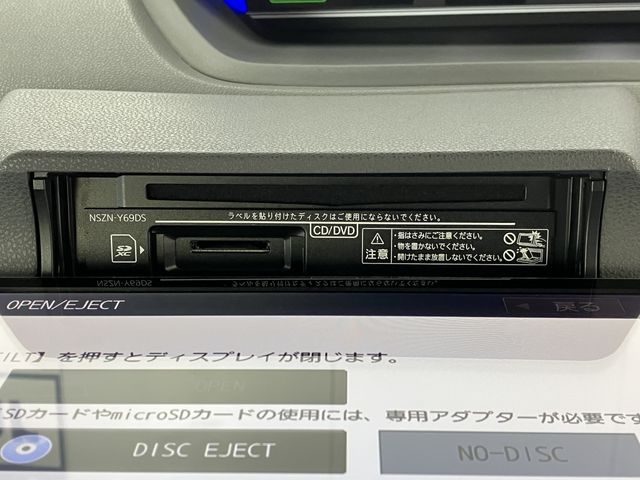 NSZN-Y69DS
ラベルを貼り付けたディスクはご使用にならないでください。
CD/DVD
SD
XC
注意
・指はさみにご注意ください。
・物を置かないでください。
・開けたまま放置しないでください。
OPEN/EJECT
戻る
ILT】を押すとディスプレイが閉じます。
OPEN
SDカードやmicroSDカードの使用には、専用アダプターが必要です
DISC EJECT
NO-DISC